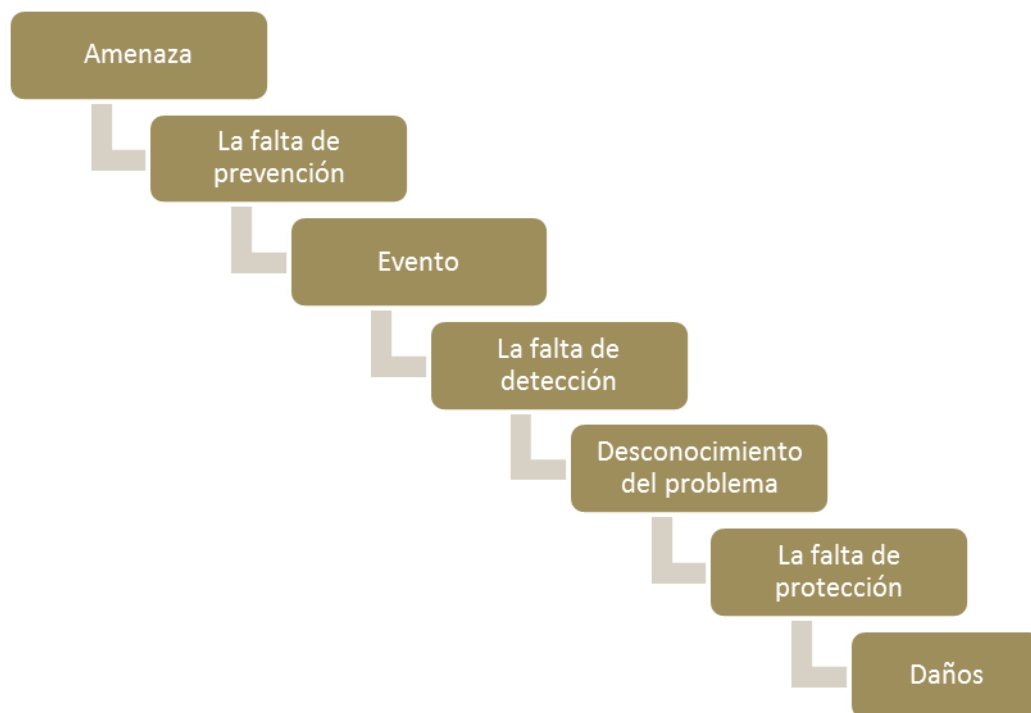 Amenaza
La falta de
prevención
Evento
La falta de
detección
Desconocimiento
del problema
La falta de
protección
Daños